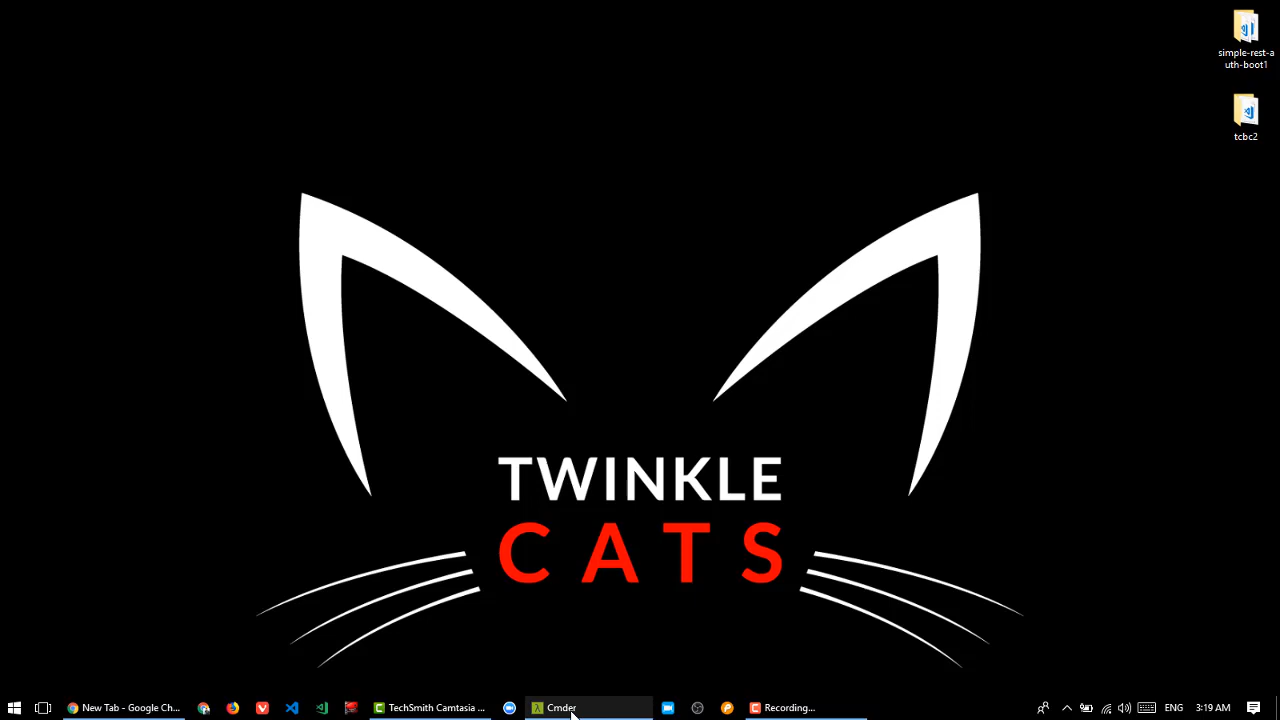 simple-rest-a
uth-boot1
tcbc2
TWINKLE
CATS
New Tab - Google Ch...
TechSmith Camtasia ...
Cmder
Recording...
ENG
3:19 AM